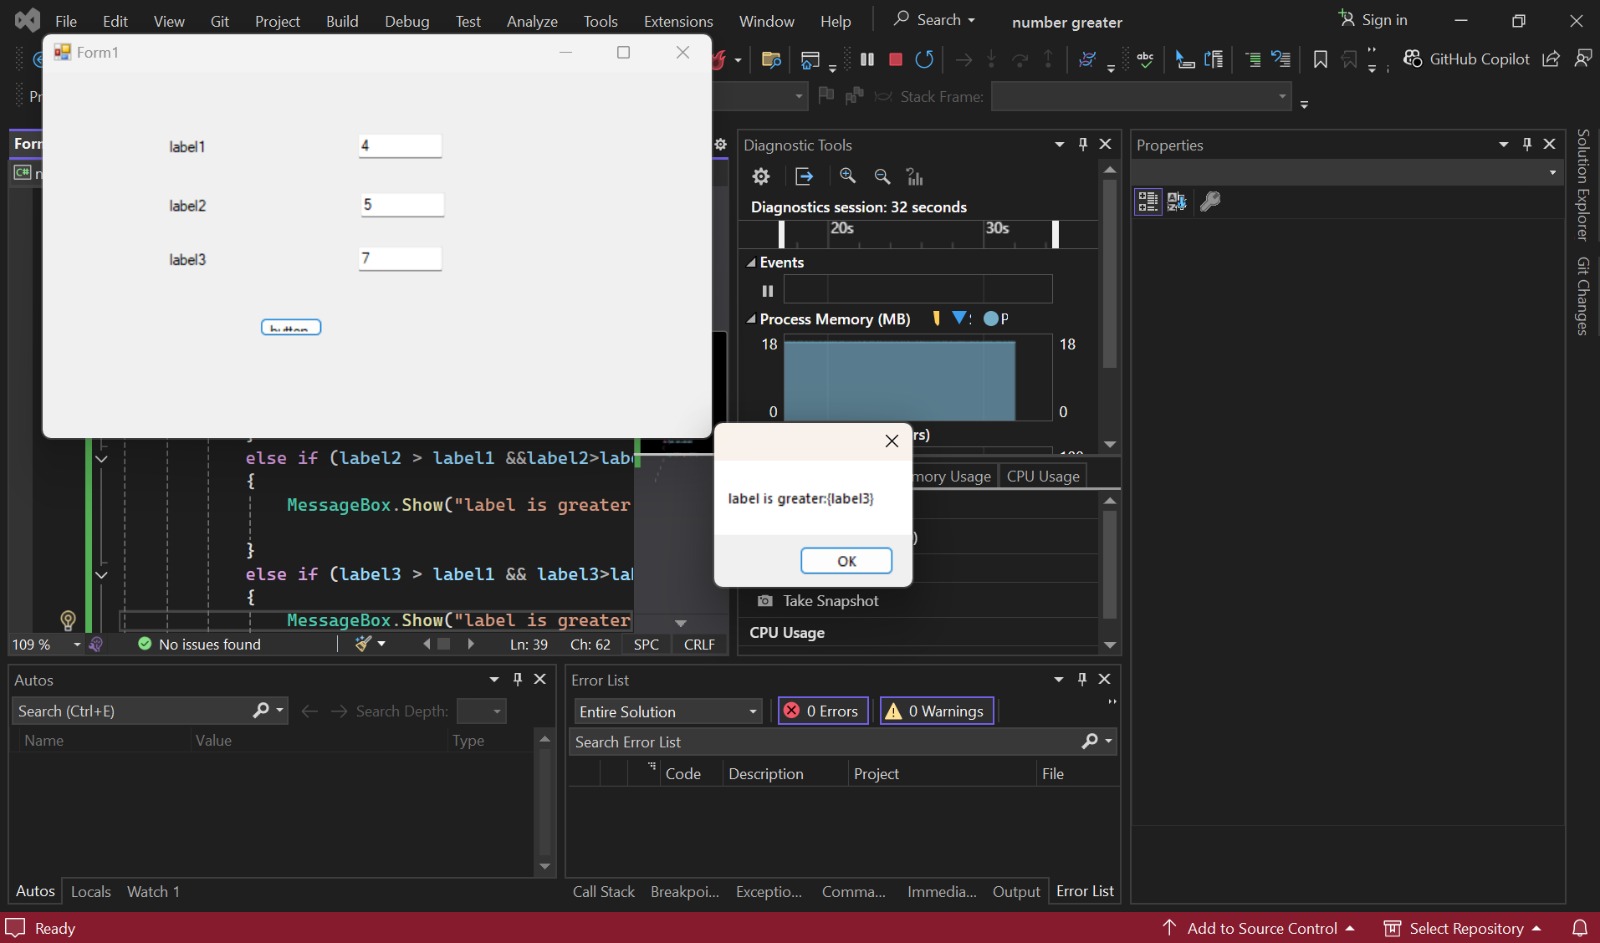 File Edit View Git Project Build Debug Test Analyze Tools Extensions Window Help Search number greater Sign in
Form1
GitHub Copilot
Pr
Stack Frame:
label1 4
label2 5
label3 7
Form
Diagnostic Tools
Diagnostics session: 32 seconds
20s 30s
Events
Process Memory (MB) P
18 18
0 0
rs)
mory Usage CPU Usage
Take Snapshot
CPU Usage
Properties
Solution Explorer
Git Changes
else if (label2 > label1 &&label2>lab
{
MessageBox.Show("label is greater
}
else if (label3 > label1 && label3>la
{
MessageBox.Show("label is greater
label is greater:{label3}
OK
109 % No issues found Ln: 39 Ch: 62 SPC CRLF
Autos
Search (Ctrl+E) Search Depth:
Name Value Type
Autos Locals Watch 1
Error List
Entire Solution 0 Errors 0 Warnings
Search Error List
Code Description Project File
Call Stack Breakpoi... Exceptio... Comma... Immedia... Output Error List
Ready Add to Source Control Select Repository